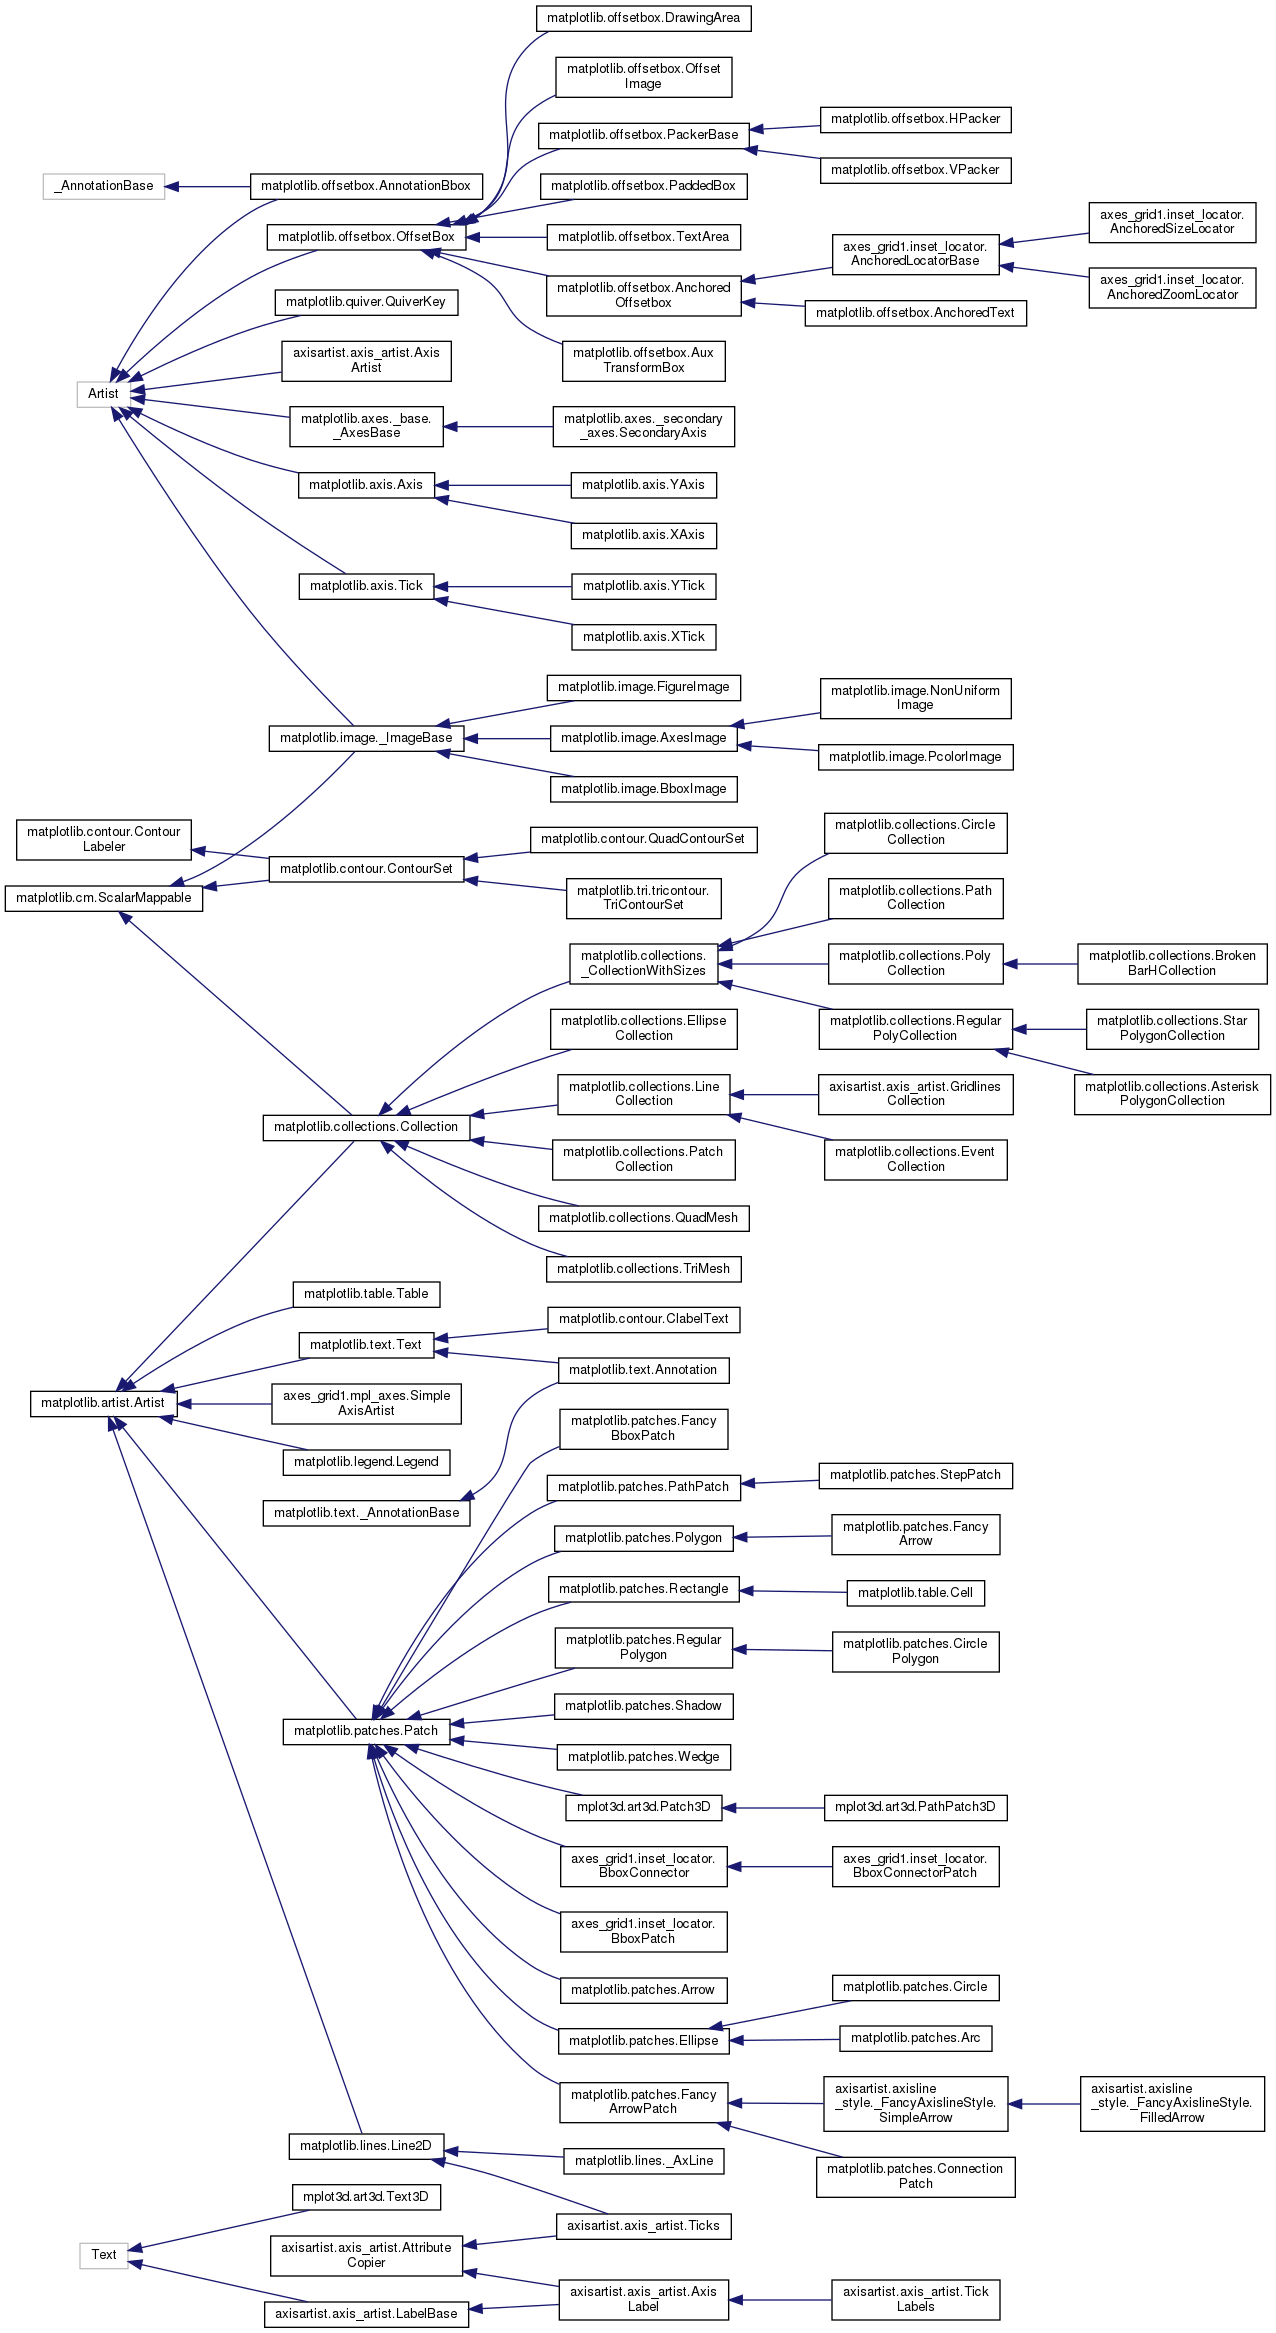 matplotlib.offsetbox.DrawingArea
matplotlib.offsetbox.Offset
Image
matplotlib.offsetbox.PackerBase
matplotlib.offsetbox.HPacker
matplotlib.offsetbox.VPacker
_AnnotationBase
matplotlib.offsetbox.AnnotationBbox
matplotlib.offsetbox.PaddedBox
matplotlib.offsetbox.OffsetBox
matplotlib.offsetbox.TextArea
axes_grid1.inset_locator.
AnchoredLocatorBase
axes_grid1.inset_locator.
AnchoredSizeLocator
matplotlib.offsetbox.Anchored
Offsetbox
axes_grid1.inset_locator.
AnchoredZoomLocator
matplotlib.quiver.QuiverKey
matplotlib.offsetbox.AnchoredText
axisartist.axis_artist.Axis
Artist
matplotlib.offsetbox.Aux
TransformBox
Artist
matplotlib.axes._base.
_AxesBase
matplotlib.axes._secondary
_axes.SecondaryAxis
matplotlib.axis.Axis
matplotlib.axis.YAxis
matplotlib.axis.XAxis
matplotlib.axis.Tick
matplotlib.axis.YTick
matplotlib.axis.XTick
matplotlib.image.FigureImage
matplotlib.image.NonUniform
Image
matplotlib.image._ImageBase
matplotlib.image.AxesImage
matplotlib.image.PcolorImage
matplotlib.image.BboxImage
matplotlib.contour.Contour
Labeler
matplotlib.contour.QuadContourSet
matplotlib.collections.Circle
Collection
matplotlib.contour.ContourSet
matplotlib.cm.ScalarMappable
matplotlib.tri.tricontour.
TriContourSet
matplotlib.collections.Path
Collection
matplotlib.collections.
_CollectionWithSizes
matplotlib.collections.Poly
Collection
matplotlib.collections.Broken
BarHCollection
matplotlib.collections.Ellipse
Collection
matplotlib.collections.Regular
PolyCollection
matplotlib.collections.Star
PolygonCollection
matplotlib.collections.Line
Collection
axisartist.axis_artist.Gridlines
Collection
matplotlib.collections.Asterisk
PolygonCollection
matplotlib.collections.Collection
matplotlib.collections.Patch
Collection
matplotlib.collections.Event
Collection
matplotlib.collections.QuadMesh
matplotlib.collections.TriMesh
matplotlib.table.Table
matplotlib.contour.ClabelText
matplotlib.text.Text
matplotlib.text.Annotation
matplotlib.artist.Artist
axes_grid1.mpl_axes.Simple
AxisArtist
matplotlib.patches.Fancy
BboxPatch
matplotlib.legend.Legend
matplotlib.patches.PathPatch
matplotlib.patches.StepPatch
matplotlib.text._AnnotationBase
matplotlib.patches.Polygon
matplotlib.patches.Fancy
Arrow
matplotlib.patches.Rectangle
matplotlib.table.Cell
matplotlib.patches.Regular
Polygon
matplotlib.patches.Circle
Polygon
matplotlib.patches.Shadow
matplotlib.patches.Patch
matplotlib.patches.Wedge
mplot3d.art3d.Patch3D
mplot3d.art3d.PathPatch3D
axes_grid1.inset_locator.
BboxConnector
axes_grid1.inset_locator.
BboxConnectorPatch
axes_grid1.inset_locator.
BboxPatch
matplotlib.patches.Arrow
matplotlib.patches.Circle
matplotlib.patches.Ellipse
matplotlib.patches.Arc
matplotlib.patches.Fancy
ArrowPatch
axisartist.axisline
_style._FancyAxislineStyle.
SimpleArrow
axisartist.axisline
_style._FancyAxislineStyle.
FilledArrow
matplotlib.lines.Line2D
matplotlib.lines._AxLine
matplotlib.patches.Connection
Patch
mplot3d.art3d.Text3D
axisartist.axis_artist.Ticks
Text
axisartist.axis_artist.Attribute
Copier
axisartist.axis_artist.Axis
Label
axisartist.axis_artist.Tick
Labels
axisartist.axis_artist.LabelBase